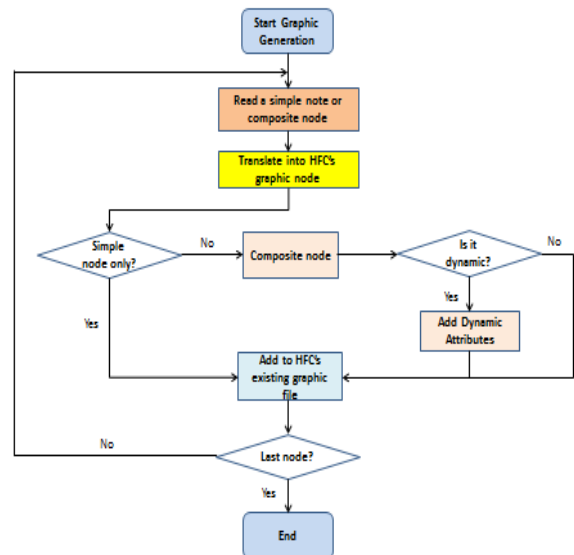 Start Graphic
Generation
Read a simple note or
composite node
Translate into HFC's
graphic node
Simple
node only?
No
Composite node
Is it
dynamic?
No
Yes
Add Dynamic
Attributes
Yes
Add to HFC's
existing graphic
file
No
Last node?
Yes
End